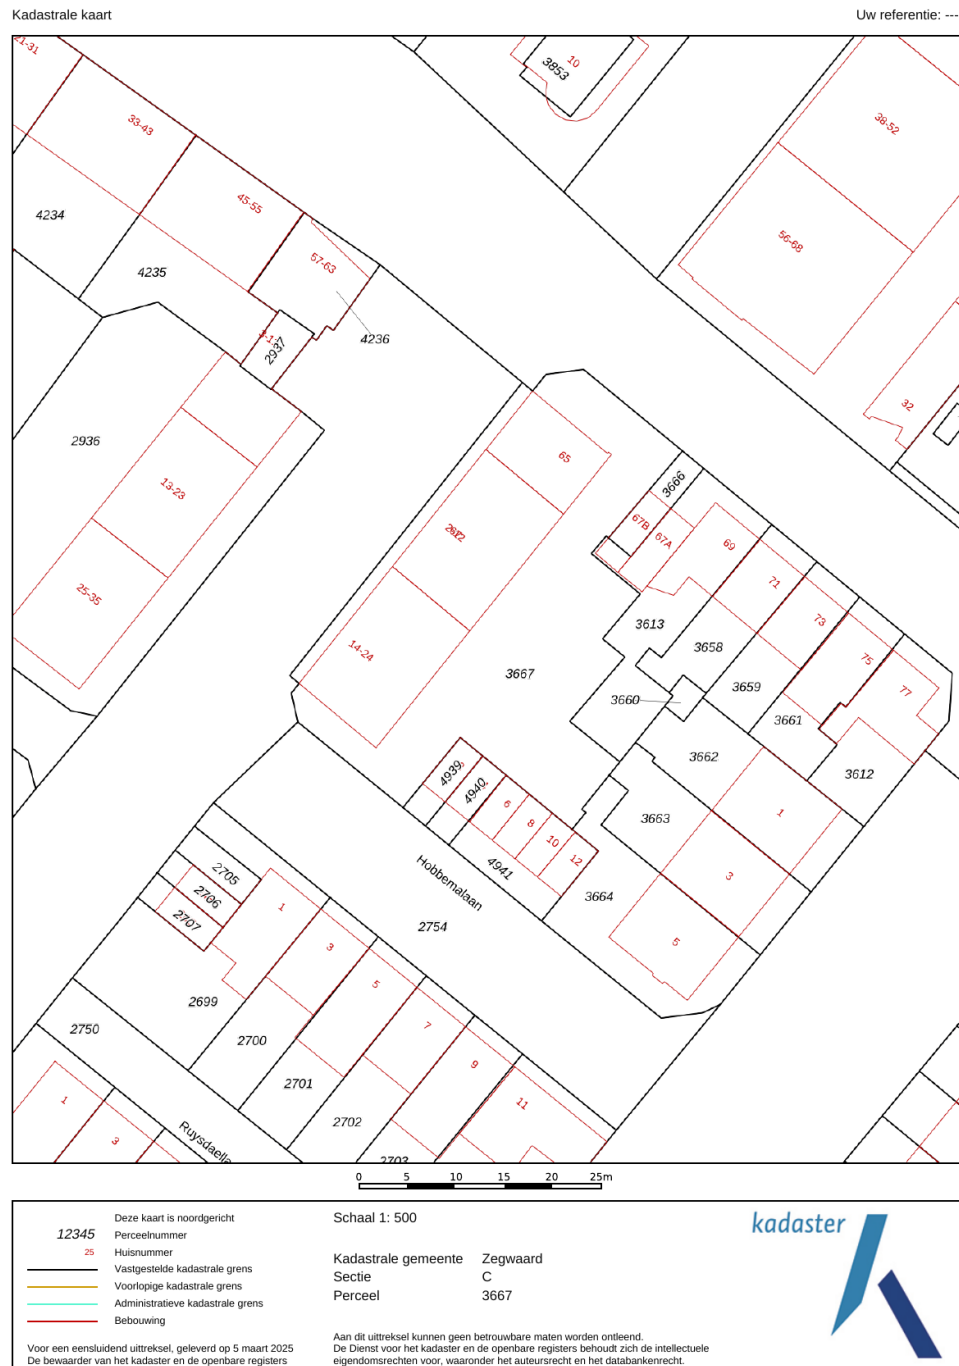 Kadastrale kaart
Uw referentie: ---
21-31
33-43
45-55
57-63
10
3853
38-52
56-68
32
4234
4235
4236
2937
2936
13-23
25-35
65
14-24
3666
67B
67A
69
71
73
75
77
3613
3658
3659
3660
3661
3662
3612
3663
3664
3667
4939
4940
6
8
10
12
4941
1
3
5
Hobbemalaan
2754
2705
2706
2707
1
3
5
7
9
11
2699
2700
2701
2702
2703
2750
1
3
0 5 10 15 20 25m
Deze kaart is noordgericht
12345 Perceelnummer
25 Huisnummer
Vastgestelde kadastrale grens
Voorlopige kadastrale grens
Administratieve kadastrale grens
Bebouwing
Voor een eensluidend uittreksel, geleverd op 5 maart 2025
De bewaarder van het kadaster en de openbare registers
Schaal 1: 500
Kadastrale gemeente Zegwaard
Sectie C
Perceel 3667
Aan dit uittreksel kunnen geen betrouwbare maten worden ontleend.
De Dienst voor het kadaster en de openbare registers behoudt zich de intellectuele
eigendomsrechten voor, waaronder het auteursrecht en het databankenrecht.
kadaster